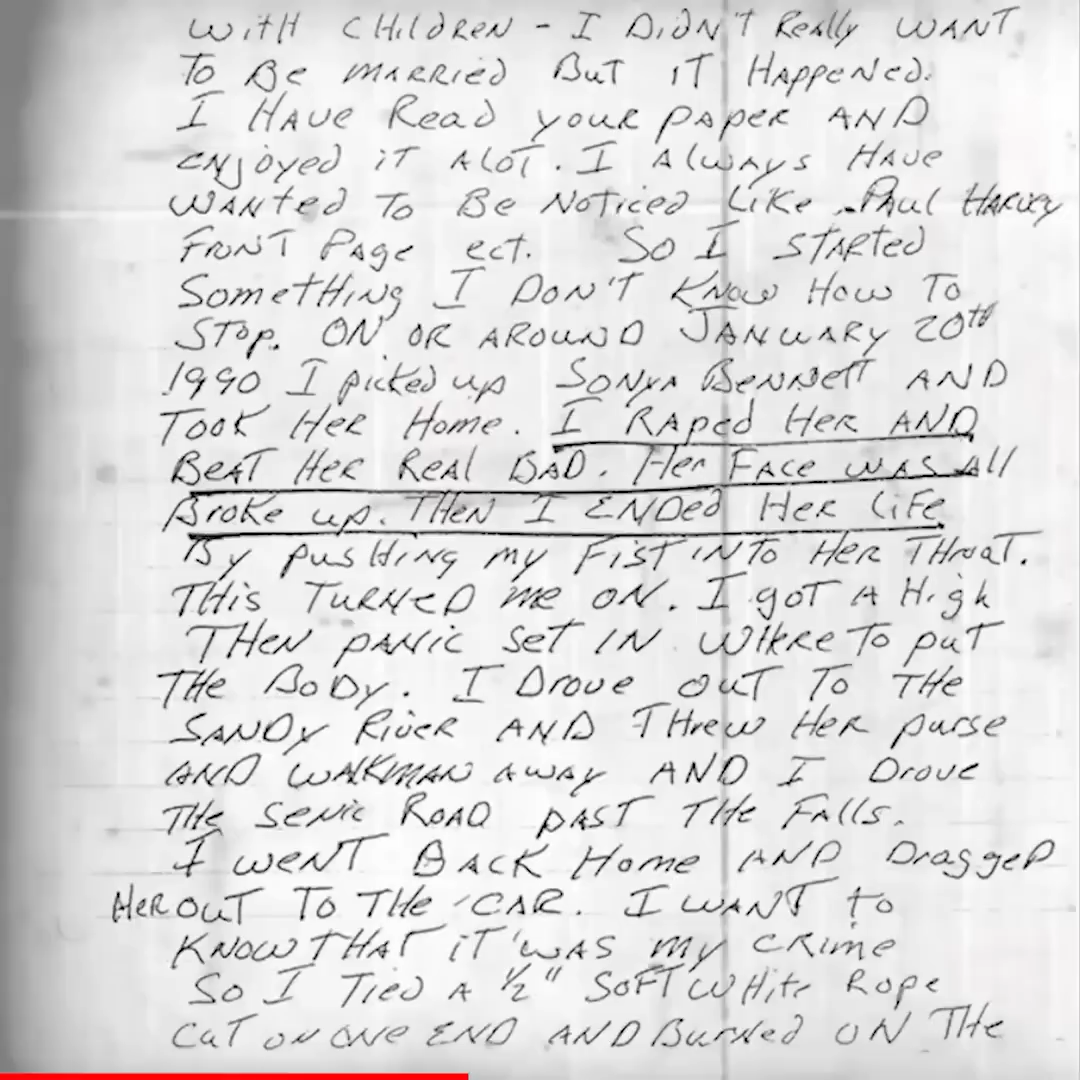 WITH CHILDREN - I DIDN'T Really WANT
To Be MARRIED But iT HAPPeNed.
I HAVE Read your PAPER AND
enjoyed iT ALOT. I Always HAVe
WANted To Be Noticed Like Paul HARVey
FRONT Page ect. So I STARTed
SomeTHiNg I DON'T KNow How To
STOP. ON OR AROUND JANUARY 20th
1990 I picked up SONYA BeNNeTT AND
Took HeR Home. I RAPed HeR AND
BeAT HeR Real BAD. HeR FACe was All
BRoke up. THeN I ENDed HeR LiFe
By pusHiNg my FiST iNTo HeR THRoaT.
THis TuRNeD me oN. I goT A High
THeN pANic seT iN WHeRe To puT
THe BoDy. I DRove ouT To THe
SANDy RiveR AND THRew HeR puRse
AND wALKMAN AwAy AND I DRove
THe seNic RoAD pAST THe FAlls.
I weNT BACK Home AND DRaggeD
HeR ouT To THe CAR. I wANT to
KNow THAT iT wAS my CRime
So I Tied A 1/2" SoFT wHite Rope
CuT oN oNe END AND BuRNed oN THe